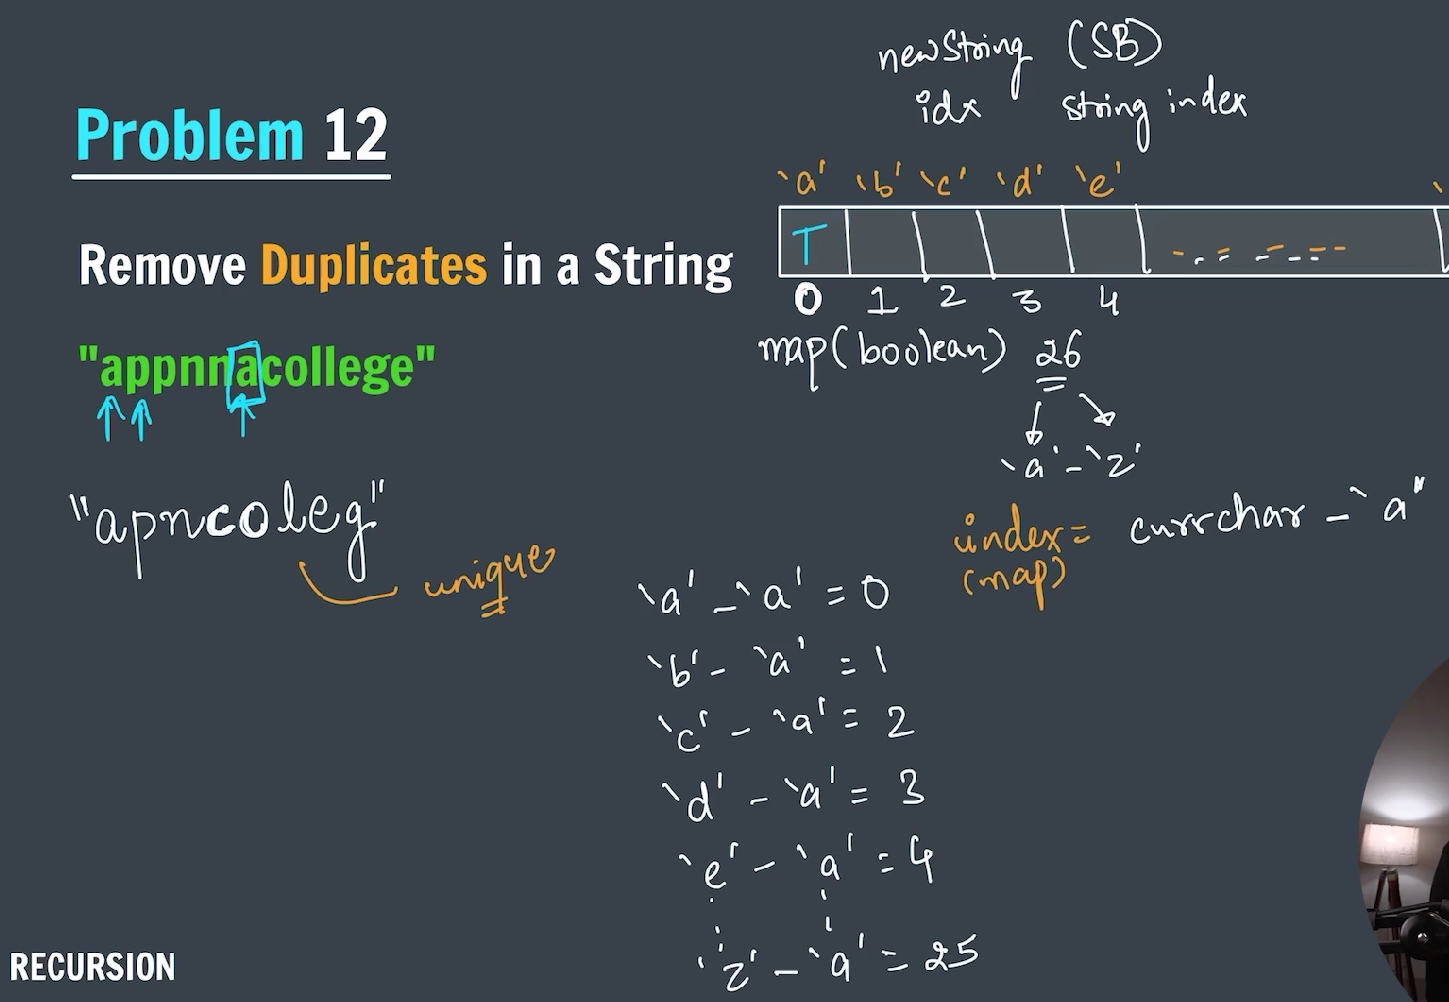 newString (SB)
idx string index
Problem 12
'a' 'b' 'c' 'd' 'e'
T
Remove Duplicates in a String
0 1 2 3 4
map(boolean) 26
"appnnacollege"
'a'-'z'
"apncoleg"
unique
index = currchar - 'a"
(map)
'a' - 'a' = 0
'b' - 'a' = 1
'c' - 'a' = 2
'd' - 'a' = 3
'e' - 'a' = 4
'z' - 'a' = 25
RECURSION